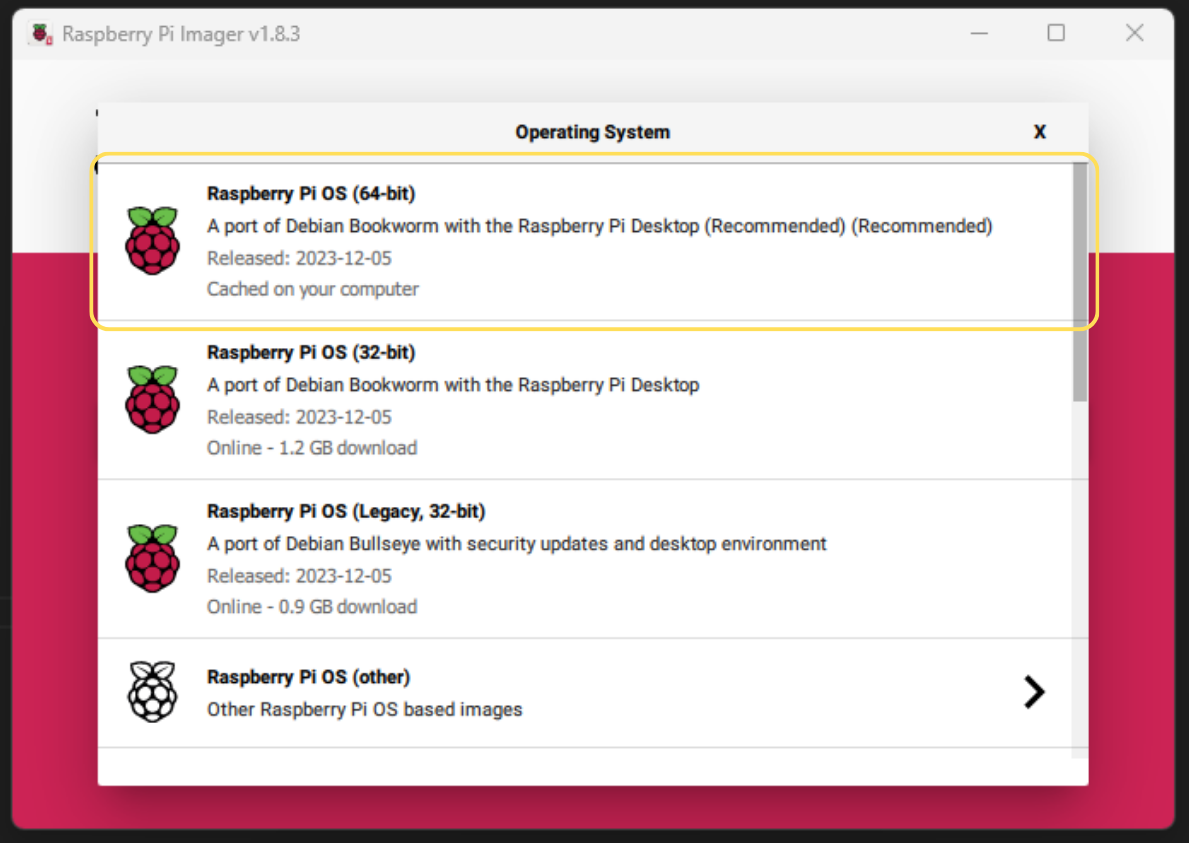 Raspberry Pi Imager v1.8.3
Operating System X
Raspberry Pi OS (64-bit)
A port of Debian Bookworm with the Raspberry Pi Desktop (Recommended) (Recommended)
Released: 2023-12-05
Cached on your computer
Raspberry Pi OS (32-bit)
A port of Debian Bookworm with the Raspberry Pi Desktop
Released: 2023-12-05
Online - 1.2 GB download
Raspberry Pi OS (Legacy, 32-bit)
A port of Debian Bullseye with security updates and desktop environment
Released: 2023-12-05
Online - 0.9 GB download
Raspberry Pi OS (other)
Other Raspberry Pi OS based images